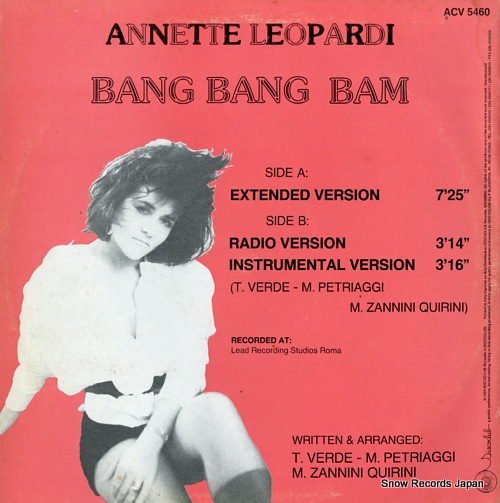 ACV 5460
ANNETTE LEOPARDI
BANG BANG BAM
SIDE A:
EXTENDED VERSION 7'25"
SIDE B:
RADIO VERSION 3'14"
INSTRUMENTAL VERSION 3'16"
(T. VERDE - M. PETRIAGGI
M. ZANNINI QUIRINI)
RECORDED AT:
Lead Recording Studios Roma
WRITTEN & ARRANGED:
T. VERDE - M. PETRIAGGI
M. ZANNINI QUIRINI
Snow Records Japan